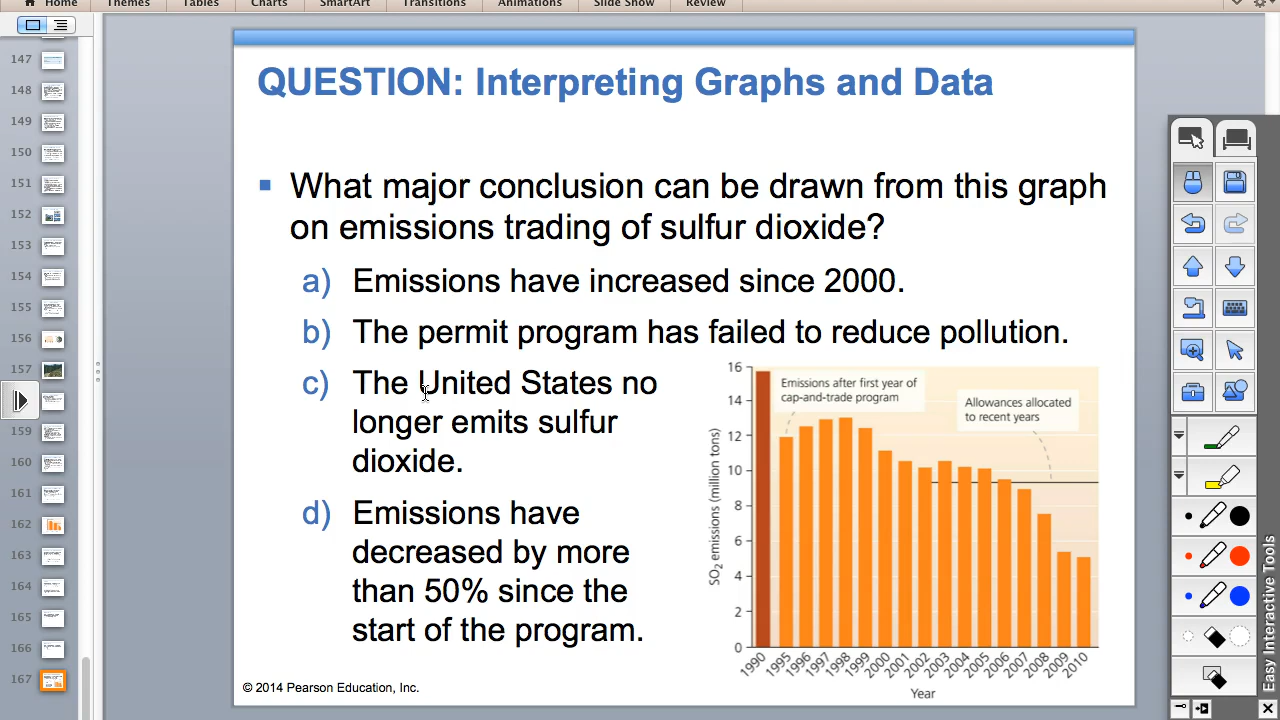 Home Themes Tables Charts SmartArt Transitions Animations Slide Show Review
147
148
149
150
151
152
153
154
155
156
157
159
160
162
163
164
165
166
167
QUESTION: Interpreting Graphs and Data
What major conclusion can be drawn from this graph
on emissions trading of sulfur dioxide?
a) Emissions have increased since 2000.
b) The permit program has failed to reduce pollution.
c) The United States no
longer emits sulfur
dioxide.
d) Emissions have
decreased by more
than 50% since the
start of the program.
SO2 emissions (million tons)
16
14
12
10
8
6
4
2
0
Emissions after first year of
cap-and-trade program
Allowances allocated
to recent years
1990 1995 1996 1997 1998 1999 2000 2001 2002 2003 2004 2005 2006 2007 2008 2009 2010
Year
© 2014 Pearson Education, Inc.
Easy Interactive Tools